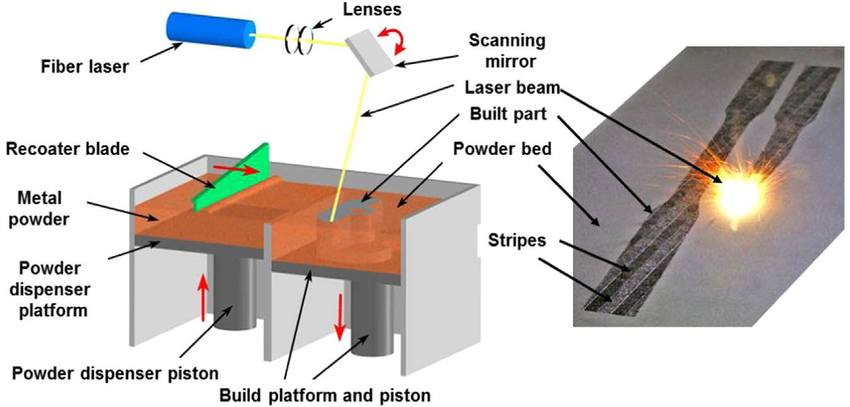 Lenses
Fiber laser
Scanning
mirror
Laser beam
Built part
Recoater blade
Powder bed
Metal
powder
Stripes
Powder
dispenser
platform
Powder dispenser piston
Build platform and piston